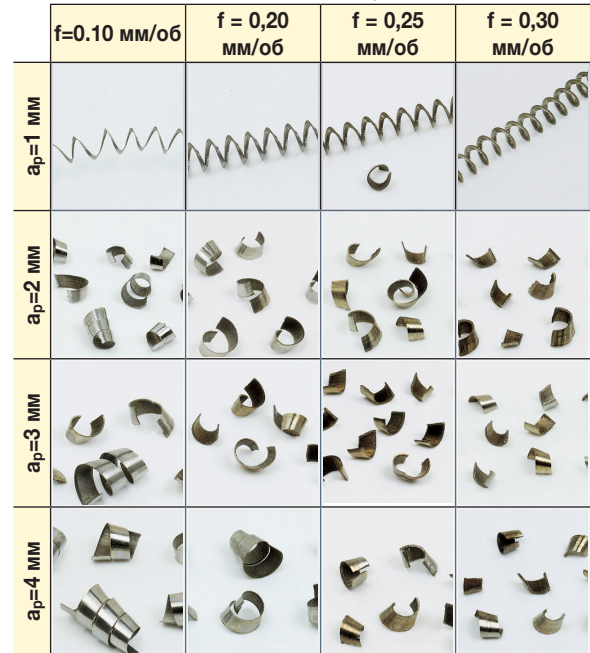 f=0.10 мм/об
f = 0,20
мм/об
f = 0,25
мм/об
f = 0,30
мм/об
ap=1 мм
ap=2 мм
ap=3 мм
ap=4 мм